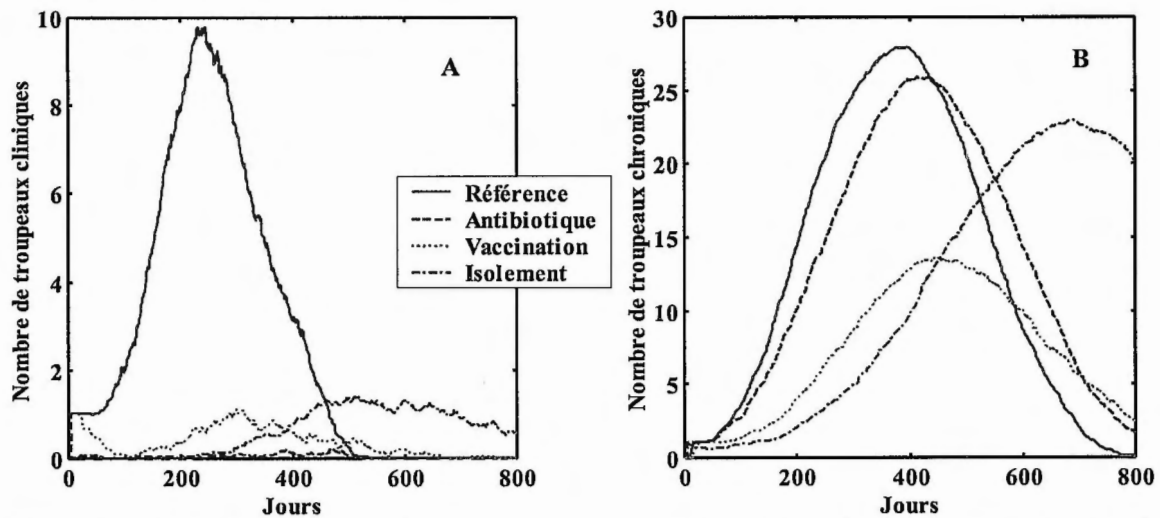 10
8
6
4
2
0
Nombre de troupeaux cliniques
0
200
400
600
800
Jours
A
Référence
Antibiotique
Vaccination
Isolement
30
25
20
15
10
5
0
Nombre de troupeaux chroniques
0
200
400
600
800
Jours
B